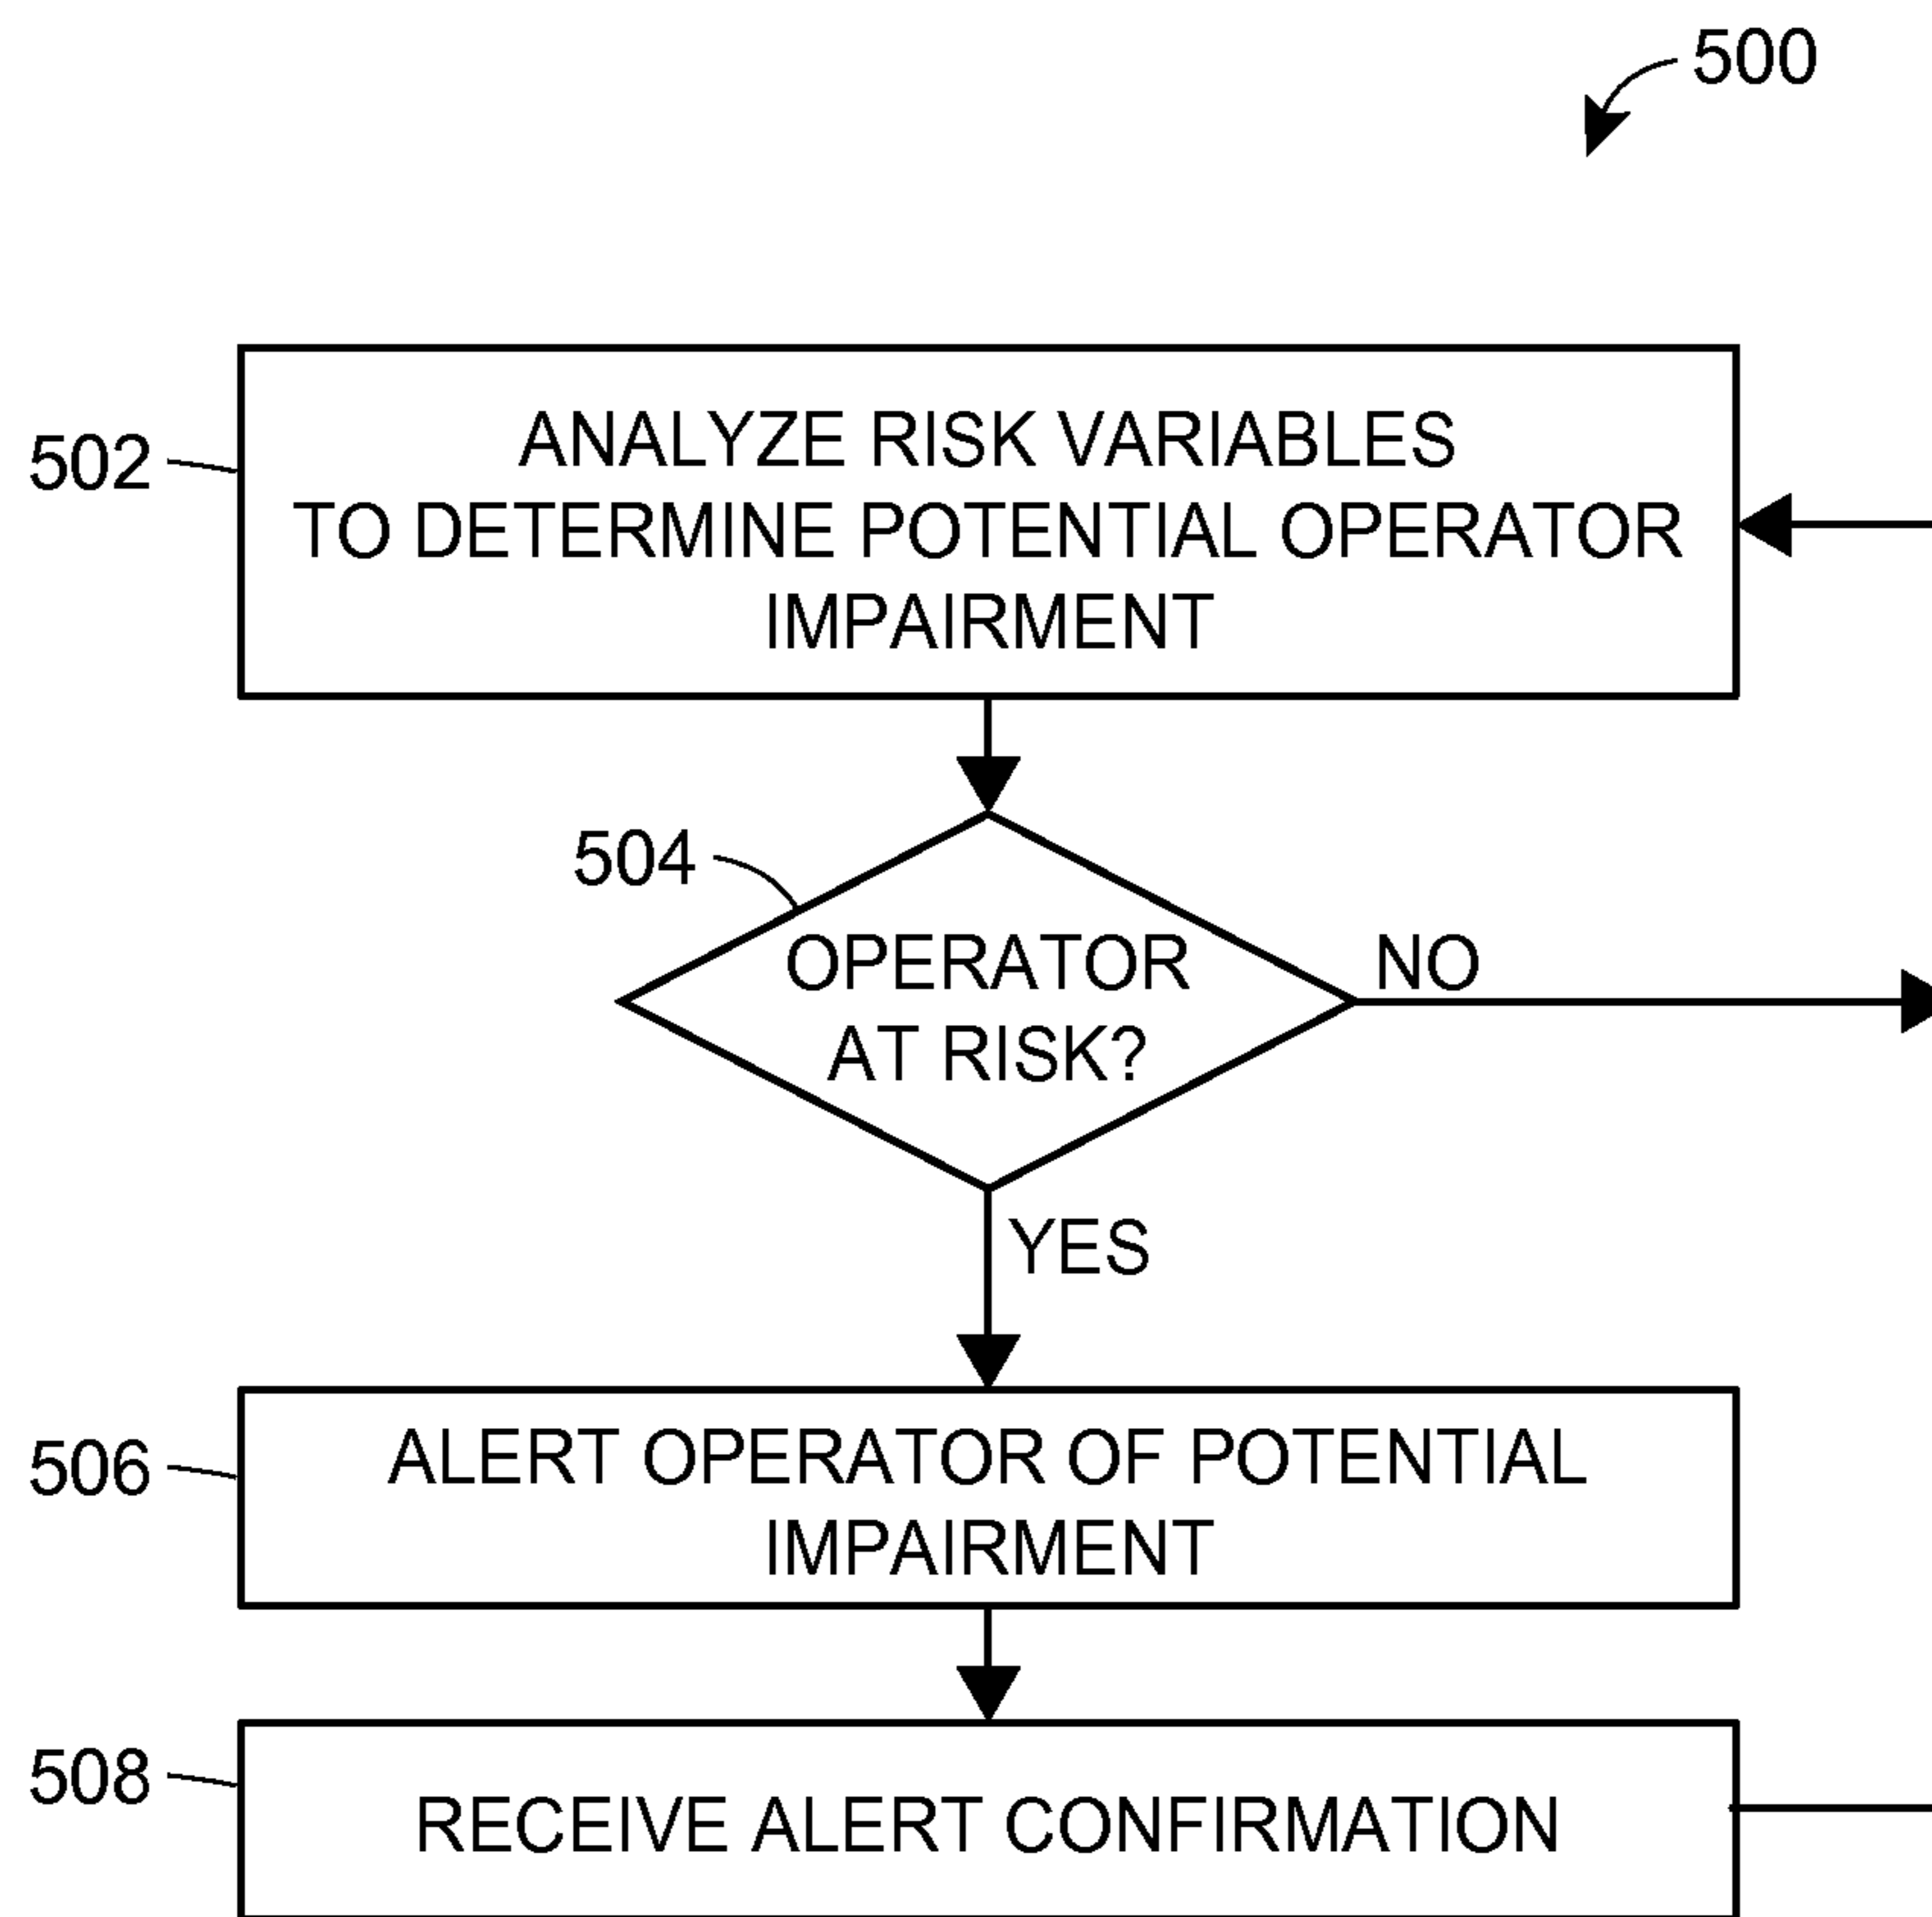 500
502
ANALYZE RISK VARIABLES
TO DETERMINE POTENTIAL OPERATOR
IMPAIRMENT
504
OPERATOR
AT RISK?
NO
YES
506
ALERT OPERATOR OF POTENTIAL
IMPAIRMENT
508
RECEIVE ALERT CONFIRMATION